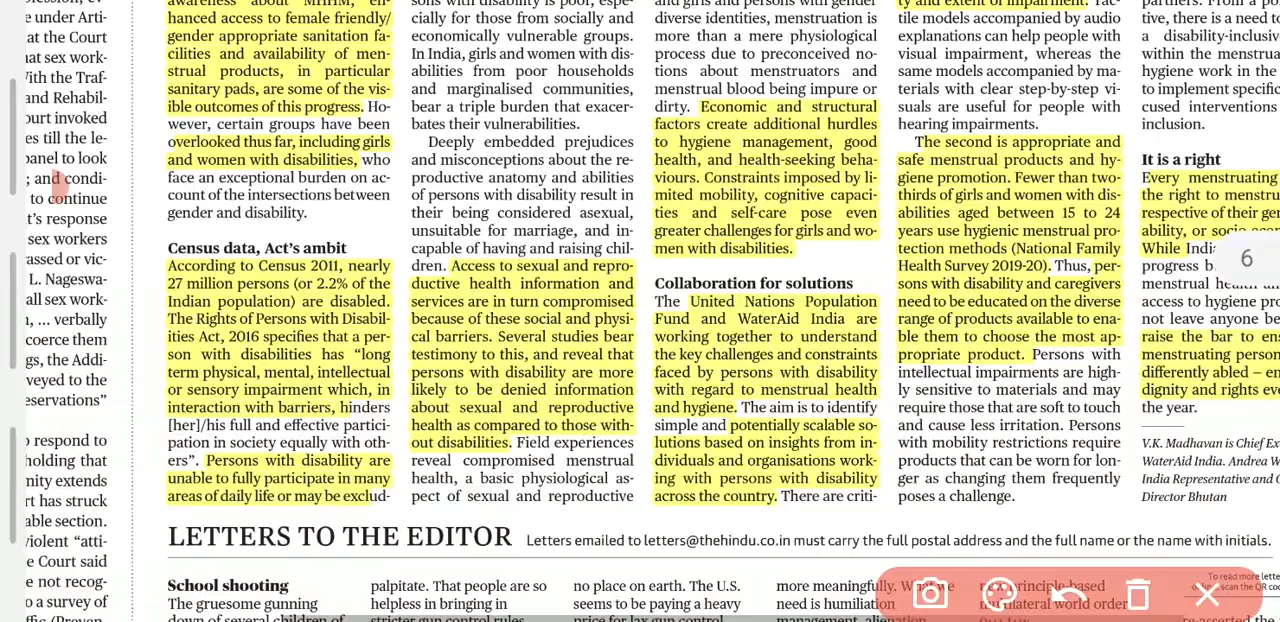 at the Court
at sex work-
ith the Traf-
and Rehabil-
ourt invoked
es till the le-
panel to look
; and condi-
to continue
t's response
sex workers
assed or vic-
L. Nageswa-
all sex work-
, ... verbally
coerce them
gs, the Addi-
veyed to the
eservations”
o respond to
holding that
nity extends
rt has struck
able section.
violent “atti-
e Court said
e not recog-
o a survey of
hanced access to female friendly/
gender appropriate sanitation fa-
cilities and availability of men-
strual products, in particular
sanitary pads, are some of the vis-
ible outcomes of this progress. Ho-
wever, certain groups have been
overlooked thus far, including girls
and women with disabilities, who
face an exceptional burden on ac-
count of the intersections between
gender and disability.
Census data, Act's ambit
According to Census 2011, nearly
27 million persons (or 2.2% of the
Indian population) are disabled.
The Rights of Persons with Disabil-
ities Act, 2016 specifies that a per-
son with disabilities has “long
term physical, mental, intellectual
or sensory impairment which, in
interaction with barriers, hinders
[her]/his full and effective partici-
pation in society equally with oth-
ers”. Persons with disability are
unable to fully participate in many
areas of daily life or may be exclud-
sons with disability is poor, espe-
cially for those from socially and
economically vulnerable groups.
In India, girls and women with dis-
abilities from poor households
and marginalised communities,
bear a triple burden that exacer-
bates their vulnerabilities.
Deeply embedded prejudices
and misconceptions about the re-
productive anatomy and abilities
of persons with disability result in
their being considered asexual,
unsuitable for marriage, and in-
capable of having and raising chil-
dren. Access to sexual and repro-
ductive health information and
services are in turn compromised
because of these social and physi-
cal barriers. Several studies bear
testimony to this, and reveal that
persons with disability are more
likely to be denied information
about sexual and reproductive
health as compared to those with-
out disabilities. Field experiences
reveal compromised menstrual
health, a basic physiological as-
pect of sexual and reproductive
and girls and persons with gender
diverse identities, menstruation is
more than a mere physiological
process due to preconceived no-
tions about menstruators and
menstrual blood being impure or
dirty. Economic and structural
factors create additional hurdles
to hygiene management, good
health, and health-seeking beha-
viours. Constraints imposed by li-
mited mobility, cognitive capaci-
ties and self-care pose even
greater challenges for girls and wo-
men with disabilities.
Collaboration for solutions
The United Nations Population
Fund and WaterAid India are
working together to understand
the key challenges and constraints
faced by persons with disability
with regard to menstrual health
and hygiene. The aim is to identify
simple and potentially scalable so-
lutions based on insights from in-
dividuals and organisations work-
ing with persons with disability
across the country. There are criti-
ty and extent of impairment. Tac-
tile models accompanied by audio
explanations can help people with
visual impairment, whereas the
same models accompanied by ma-
terials with clear step-by-step vi-
suals are useful for people with
hearing impairments.
The second is appropriate and
safe menstrual products and hy-
giene promotion. Fewer than two-
thirds of girls and women with dis-
abilities aged between 15 to 24
years use hygienic menstrual pro-
tection methods (National Family
Health Survey 2019-20). Thus, per-
sons with disability and caregivers
need to be educated on the diverse
range of products available to ena-
ble them to choose the most ap-
propriate product. Persons with
intellectual impairments are high-
ly sensitive to materials and may
require those that are soft to touch
and cause less irritation. Persons
with mobility restrictions require
products that can be worn for lon-
ger as changing them frequently
poses a challenge.
tive, there is a need to
a disability-inclusiv
within the menstrua
hygiene work in the
to implement specific
cused interventions
inclusion.
It is a right
Every menstruating
the right to menstru
respective of their gen
ability, or socio-econ
While India
progress b
menstrual health an
access to hygiene pro
not leave anyone be
raise the bar to ens
menstruating person
differently abled – en
dignity and rights eve
the year.
V.K. Madhavan is Chief Ex
WaterAid India. Andrea W
India Representative and C
Director Bhutan
6
LETTERS TO THE EDITOR
Letters emailed to letters@thehindu.co.in must carry the full postal address and the full name or the name with initials.
School shooting
The gruesome gunning
down of several children of
palpitate. That people are so
helpless in bringing in
stricter gun control rules
no place on earth. The U.S.
seems to be paying a heavy
price for lax gun control
more meaningfully. What we
need is humiliation
management, alienation
principle-based
multilateral world order
To read more lette
scan the QR co
re-asserted the